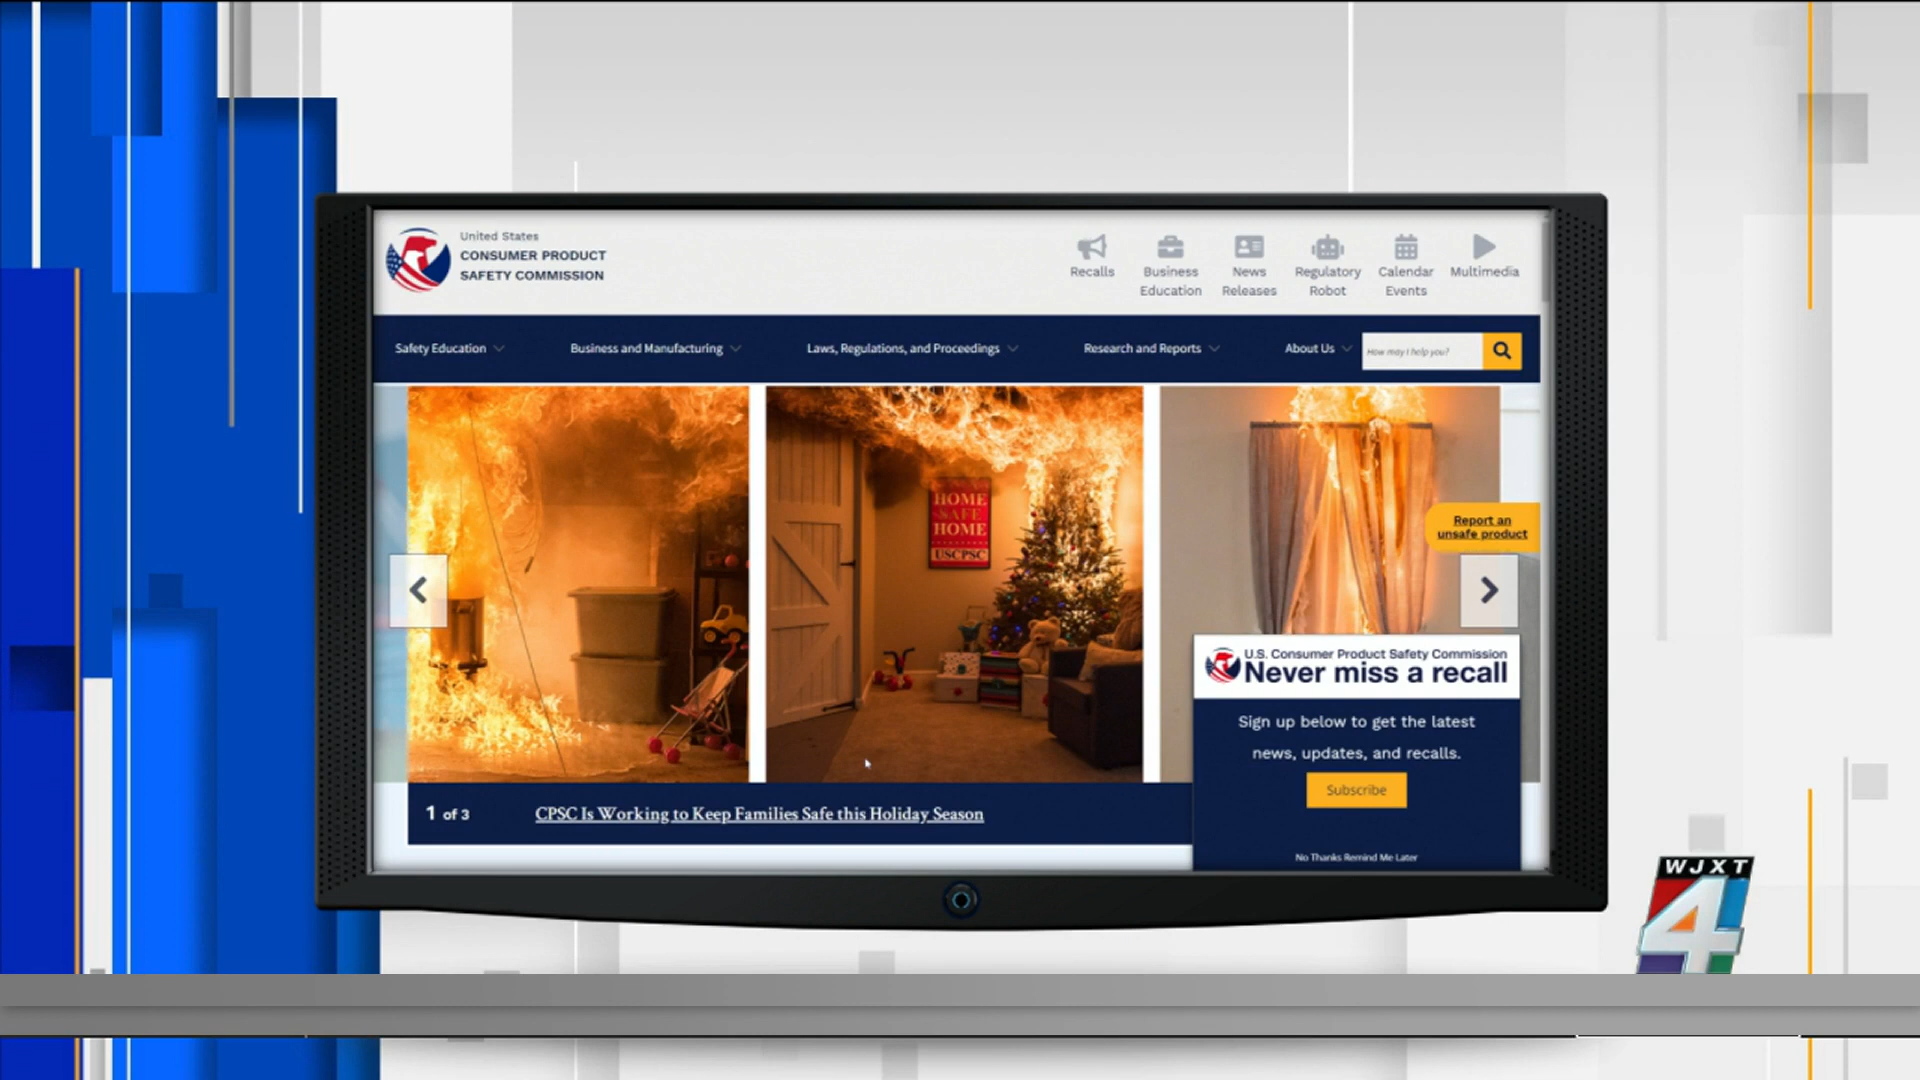 United States
CONSUMER PRODUCT
SAFETY COMMISSION
Recalls
Business
Education
News
Releases
Regulatory
Robot
Calendar
Events
Multimedia
Safety Education
Business and Manufacturing
Laws, Regulations, and Proceedings
Research and Reports
About Us
How may I help you?
HOME
SAFE
HOME
USCPSC
Report an
unsafe product
U.S. Consumer Product Safety Commission
Never miss a recall
Sign up below to get the latest
news, updates, and recalls.
Subscribe
No Thanks Remind Me Later
1 of 3
CPSC Is Working to Keep Families Safe this Holiday Season
WJXT
4